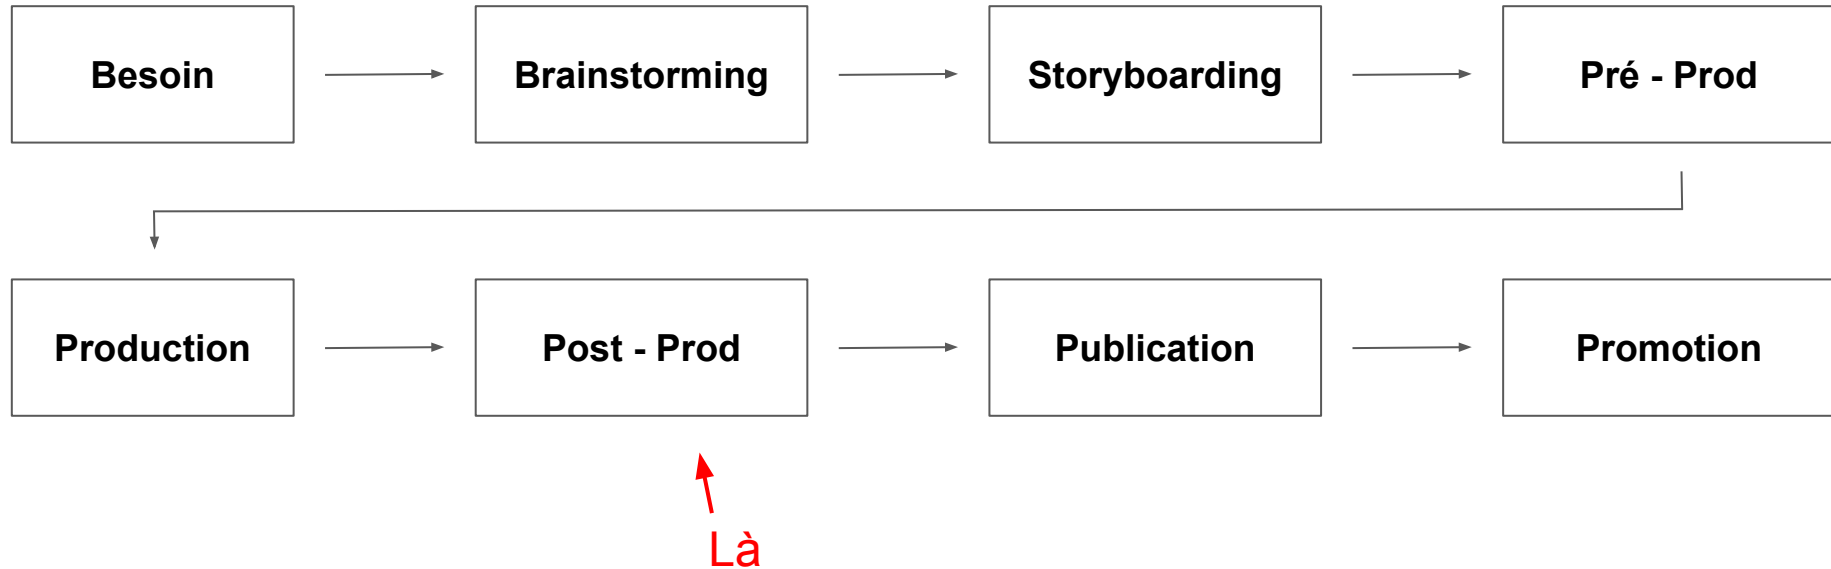 Besoin
Brainstorming
Storyboarding
Pré - Prod
Production
Post - Prod
Publication
Promotion
Là